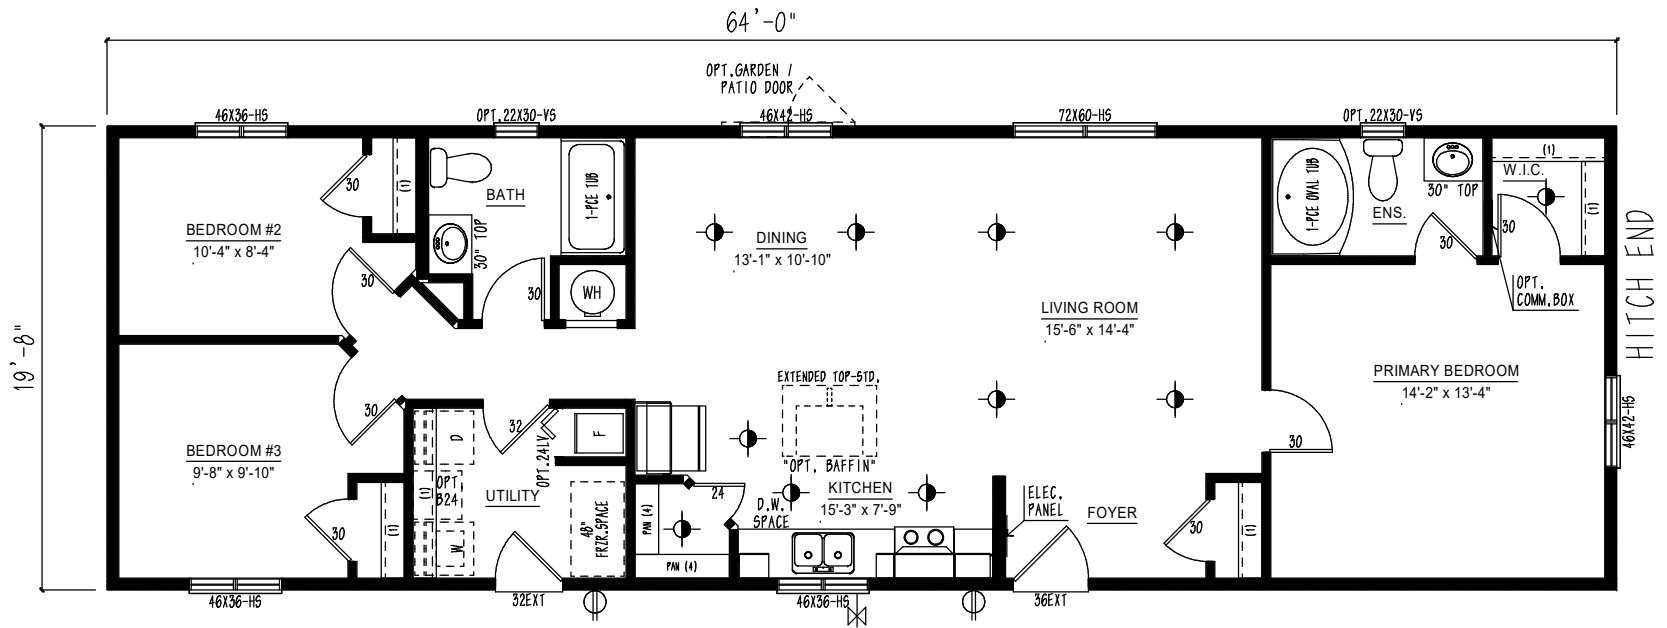 64'-0"
OPT.GARDEN /
PATIO DOOR
46X36-HS
OPT.22X30-VS
46X42-HS
72X60-HS
OPT.22X30-VS
19'-8"
HITCH END
BEDROOM #2
10'-4" x 8'-4"
30
(1)
30
BATH
30" TOP
1-PCE TUB
30
WH
DINING
13'-1" x 10'-10"
LIVING ROOM
15'-6" x 14'-4"
1-PCE OVAL TUB
ENS.
30" TOP
30
W.I.C.
(1)
(1)
30
OPT.
COMM.BOX
PRIMARY BEDROOM
14'-2" x 13'-4"
46X42-HS
30
BEDROOM #3
9'-8" x 9'-10"
30
30
(1)
D
OPT
B24
(1)
W
UTILITY
32
OPT.24LV
F
48"
FRZR.SPACE
EXTENDED TOP-STD.
"OPT. BAFFIN"
KITCHEN
15'-3" x 7'-9"
24
D.W.
SPACE
PAN (4)
PAN (4)
ELEC.
PANEL
FOYER
30
(1)
46X36-HS
32EXT
46X36-HS
36EXT